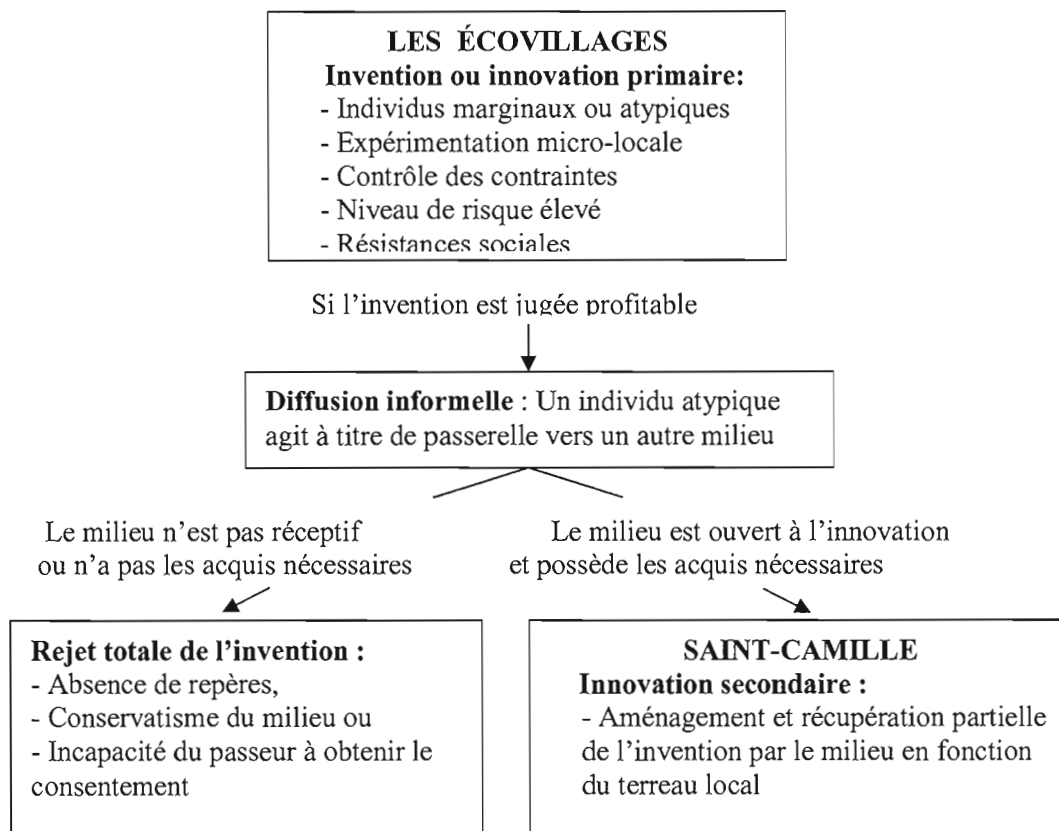 LES ÉCOVILLAGES
Invention ou innovation primaire:
- Individus marginaux ou atypiques
- Expérimentation micro-locale
- Contrôle des contraintes
- Niveau de risque élevé
- Résistances sociales
Si l'invention est jugée profitable
Diffusion informelle : Un individu atypique
agit à titre de passerelle vers un autre milieu
Le milieu n'est pas réceptif
ou n'a pas les acquis nécessaires
Le milieu est ouvert à l'innovation
et possède les acquis nécessaires
Rejet totale de l'invention :
- Absence de repères,
- Conservatisme du milieu ou
- Incapacité du passeur à obtenir le
consentement
SAINT-CAMILLE
Innovation secondaire :
- Aménagement et récupération partielle
de l'invention par le milieu en fonction
du terreau local